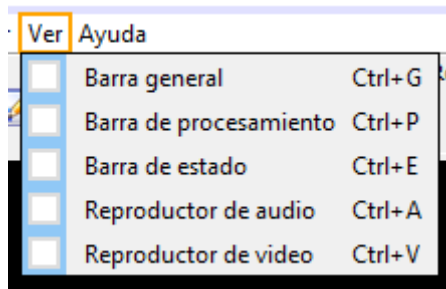 Ver Ayuda
Barra general Ctrl+G
Barra de procesamiento Ctrl+P
Barra de estado Ctrl+E
Reproductor de audio Ctrl+A
Reproductor de video Ctrl+V